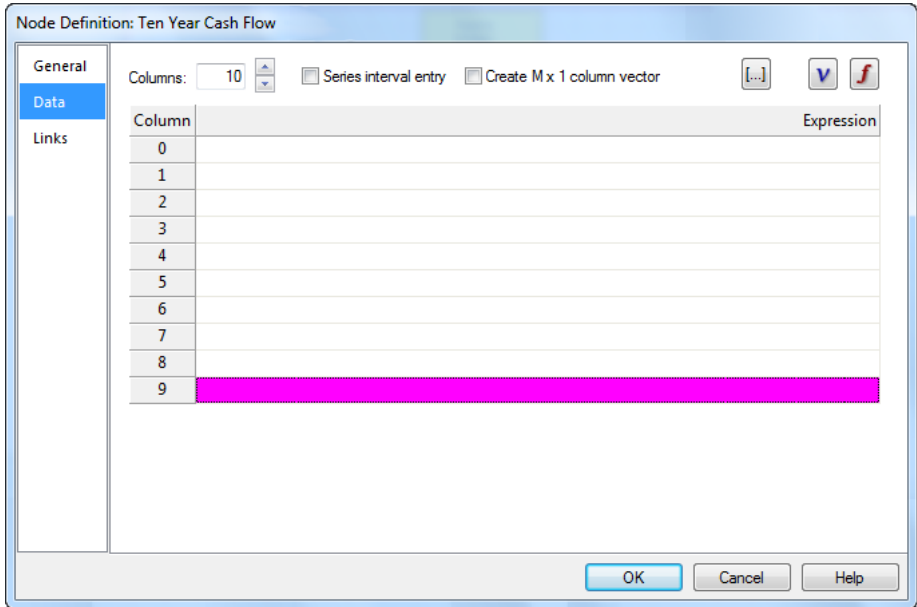 Node Definition: Ten Year Cash Flow
General
Data
Links
Columns: 10 Series interval entry Create M x 1 column vector [...] v f
Column Expression
0
1
2
3
4
5
6
7
8
9
OK Cancel Help